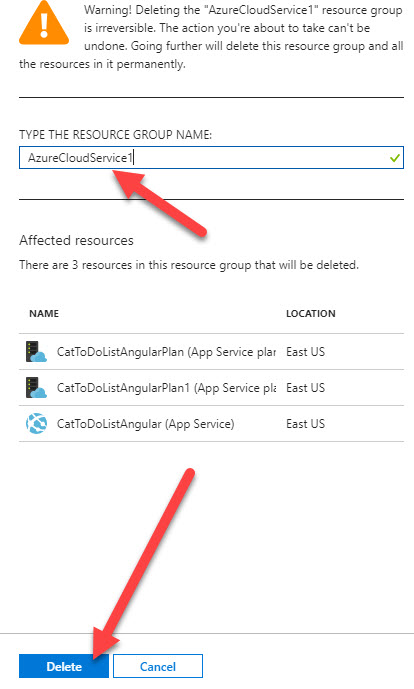 Warning! Deleting the "AzureCloudService1" resource group
is irreversible. The action you're about to take can't be
undone. Going further will delete this resource group and all
the resources in it permanently.
TYPE THE RESOURCE GROUP NAME:
AzureCloudService1
Affected resources
There are 3 resources in this resource group that will be deleted.
NAME LOCATION
CatToDoListAngularPlan (App Service plan East US
CatToDoListAngularPlan1 (App Service pla East US
CatToDoListAngular (App Service) East US
Delete Cancel